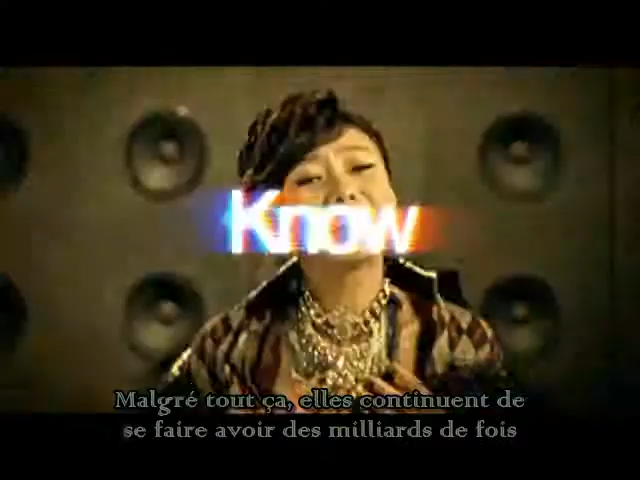 Know
Malgré tout ça, elles continuent de
se faire avoir des milliards de fois